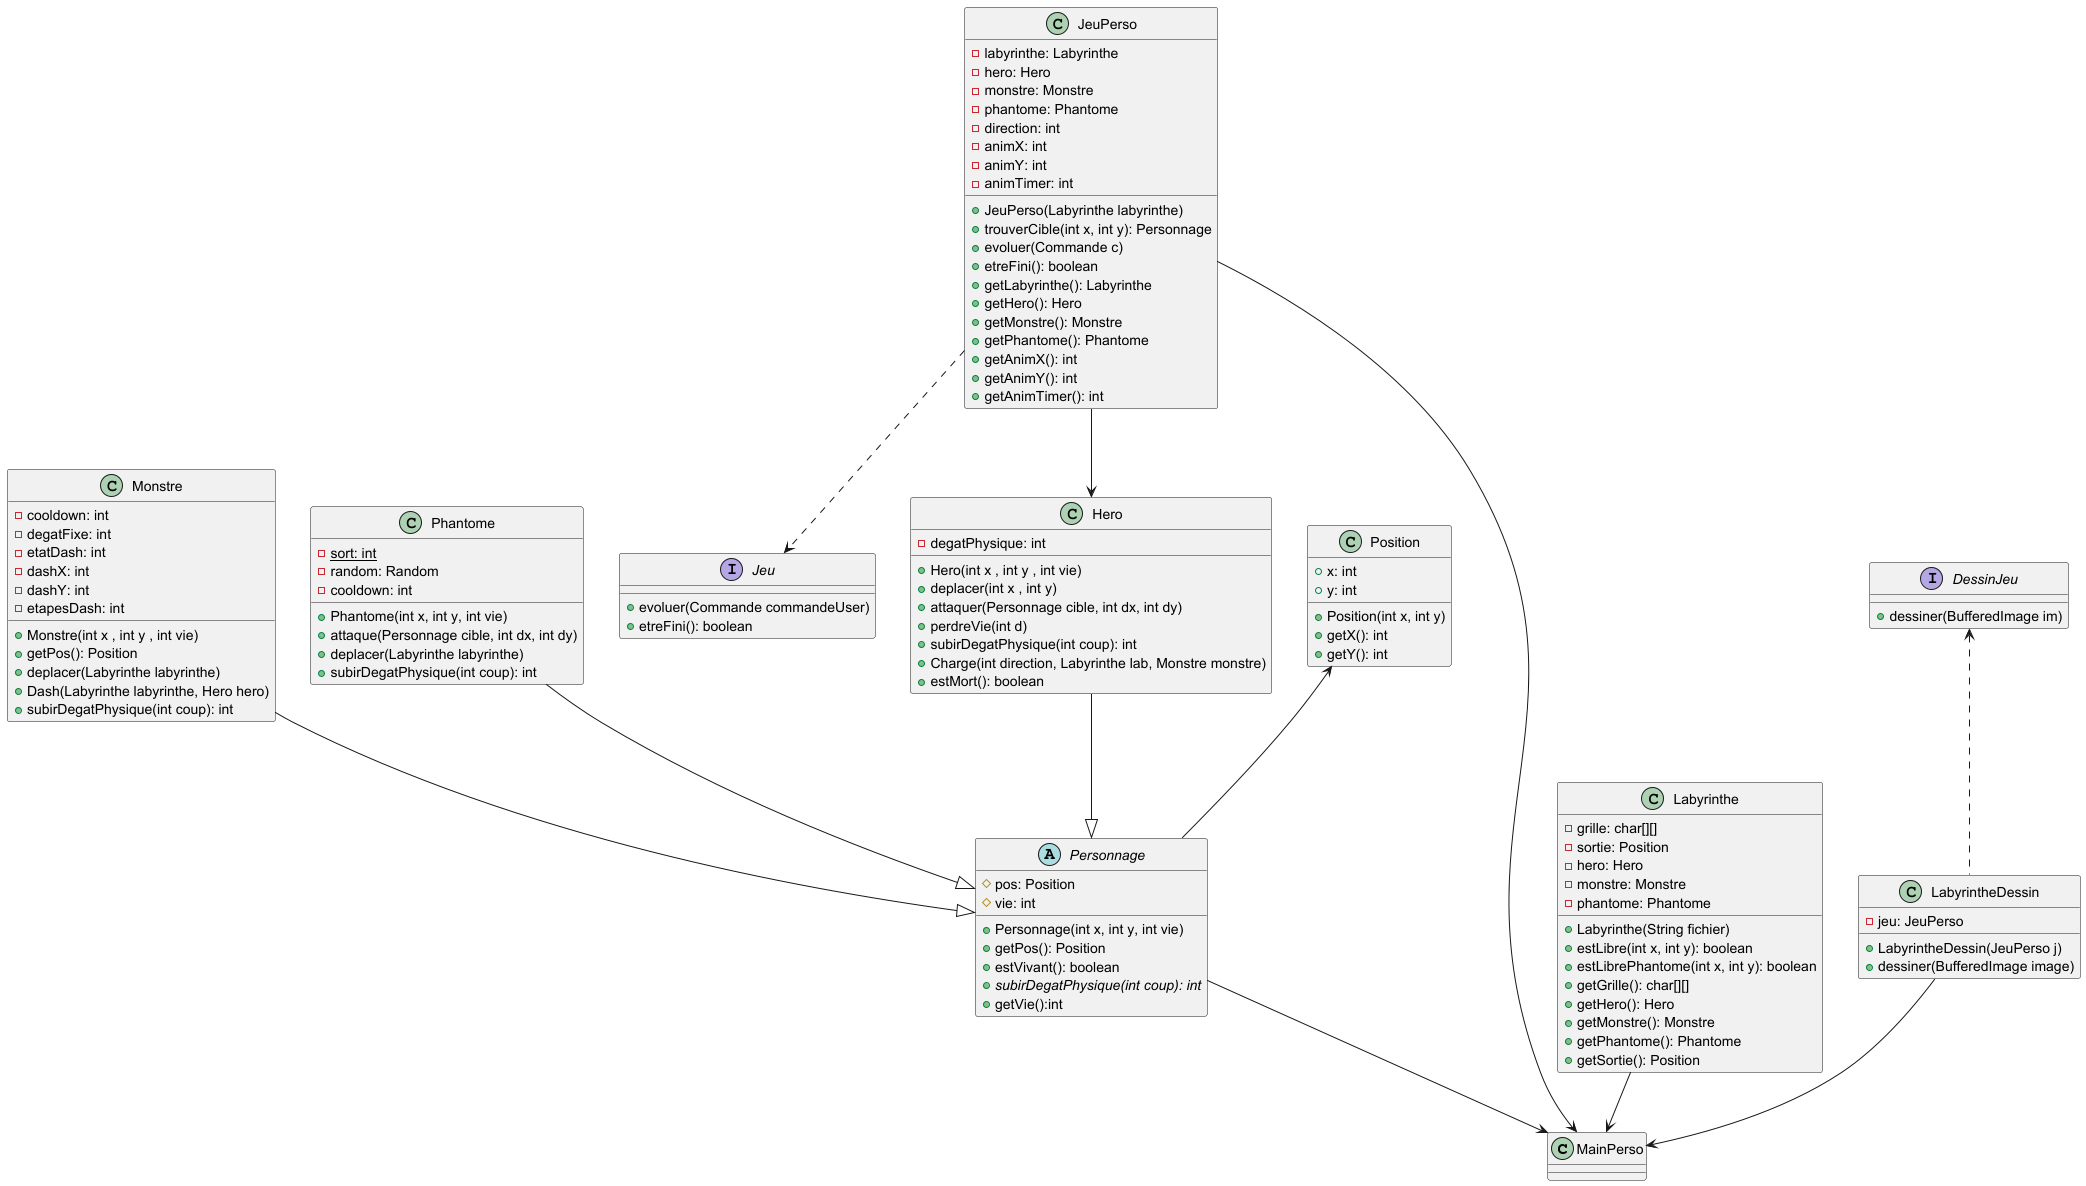 C JeuPerso
labyrinthe: Labyrinthe
hero: Hero
monstre: Monstre
phantome: Phantome
direction: int
animX: int
animY: int
animTimer: int
JeuPerso(Labyrinthe labyrinthe)
trouverCible(int x, int y): Personnage
evoluer(Commande c)
etreFini(): boolean
getLabyrinthe(): Labyrinthe
getHero(): Hero
getMonstre(): Monstre
getPhantome(): Phantome
getAnimX(): int
getAnimY(): int
getAnimTimer(): int
C Monstre
cooldown: int
degatFixe: int
etatDash: int
dashX: int
dashY: int
etapesDash: int
Monstre(int x , int y , int vie)
getPos(): Position
deplacer(Labyrinthe labyrinthe)
Dash(Labyrinthe labyrinthe, Hero hero)
subirDegatPhysique(int coup): int
C Phantome
sort: int
random: Random
cooldown: int
Phantome(int x, int y, int vie)
attaque(Personnage cible, int dx, int dy)
deplacer(Labyrinthe labyrinthe)
subirDegatPhysique(int coup): int
I Jeu
evoluer(Commande commandeUser)
etreFini(): boolean
C Hero
degatPhysique: int
Hero(int x , int y , int vie)
deplacer(int x , int y)
attaquer(Personnage cible, int dx, int dy)
perdreVie(int d)
subirDegatPhysique(int coup): int
Charge(int direction, Labyrinthe lab, Monstre monstre)
estMort(): boolean
C Position
x: int
y: int
Position(int x, int y)
getX(): int
getY(): int
I DessinJeu
dessiner(BufferedImage im)
A Personnage
pos: Position
vie: int
Personnage(int x, int y, int vie)
getPos(): Position
estVivant(): boolean
subirDegatPhysique(int coup): int
getVie():int
C Labyrinthe
grille: char[][]
sortie: Position
hero: Hero
monstre: Monstre
phantome: Phantome
Labyrinthe(String fichier)
estLibre(int x, int y): boolean
estLibrePhantome(int x, int y): boolean
getGrille(): char[][]
getHero(): Hero
getMonstre(): Monstre
getPhantome(): Phantome
getSortie(): Position
C LabyrintheDessin
jeu: JeuPerso
LabyrintheDessin(JeuPerso j)
dessiner(BufferedImage image)
C MainPerso